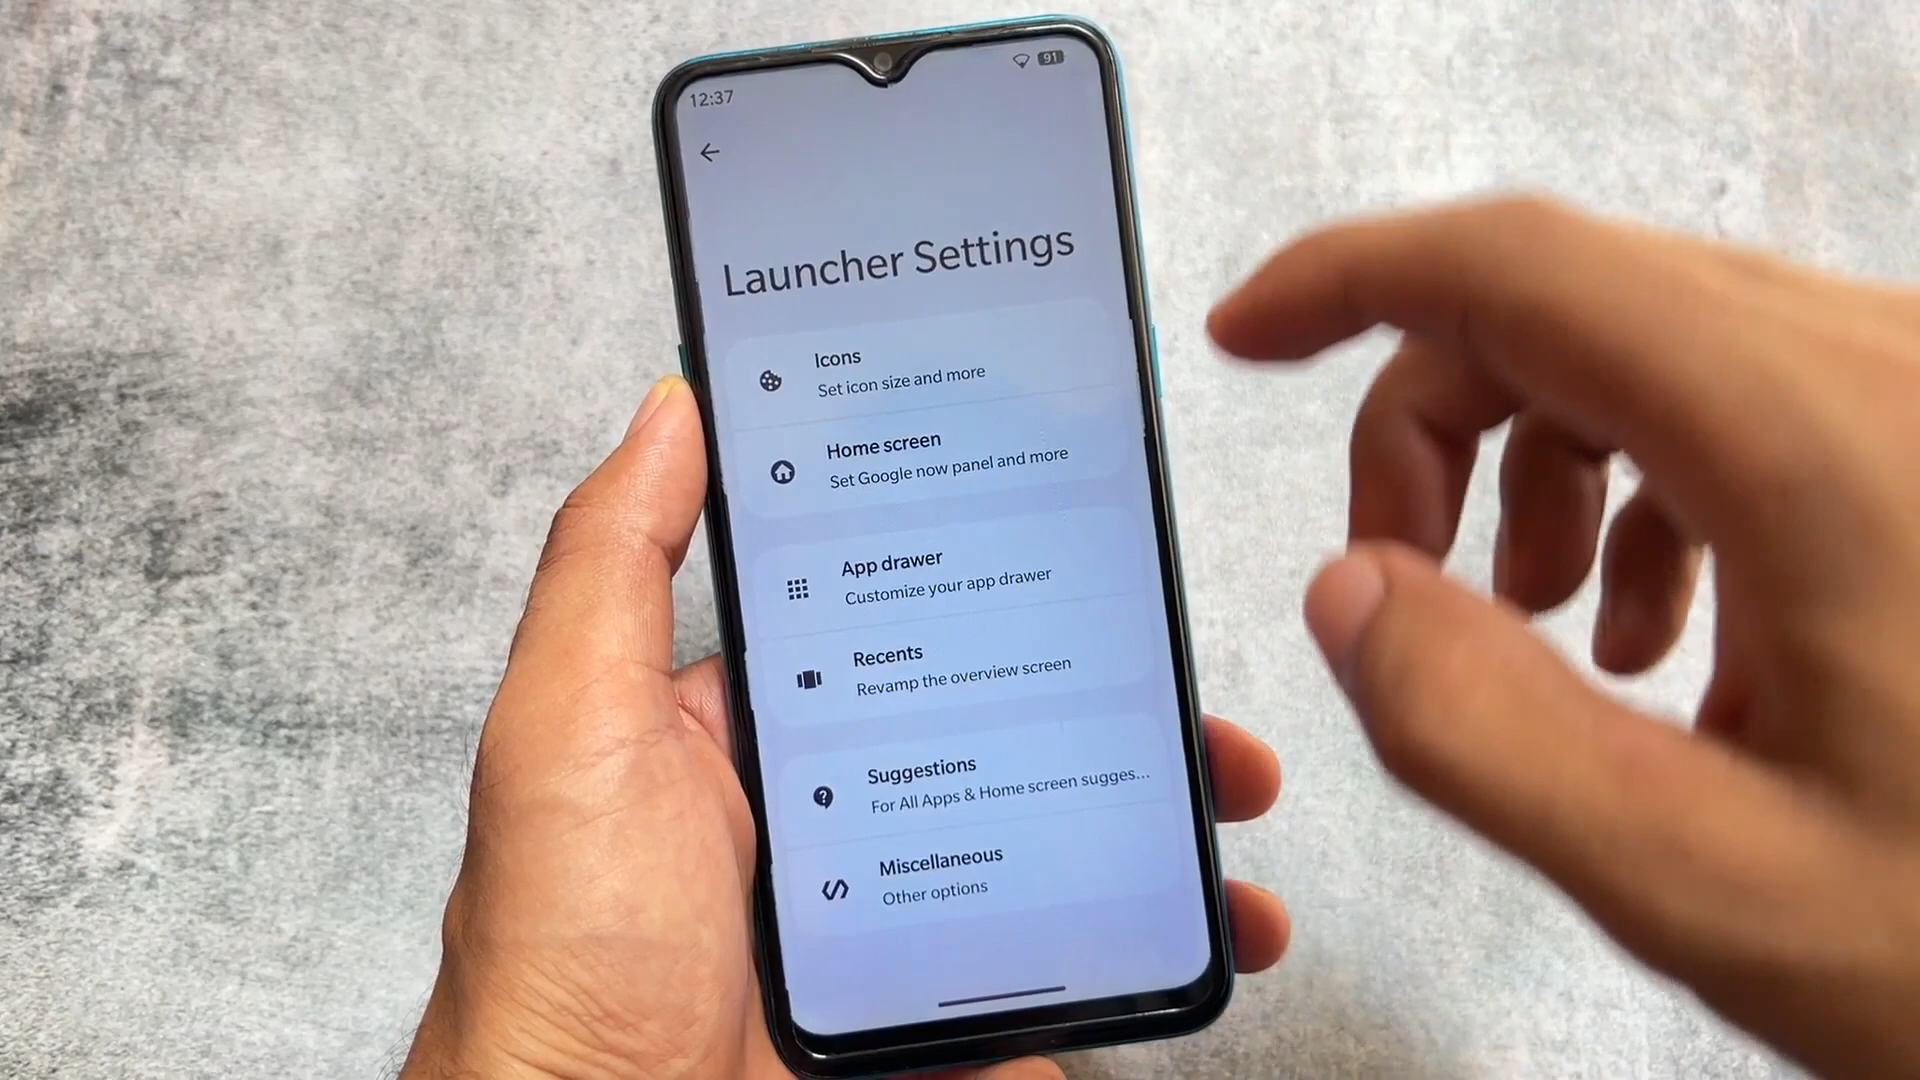 12:37
91
Launcher Settings
Icons
Set icon size and more
Home screen
Set Google now panel and more
App drawer
Customize your app drawer
Recents
Revamp the overview screen
Suggestions
For All Apps & Home screen sugges...
Miscellaneous
Other options